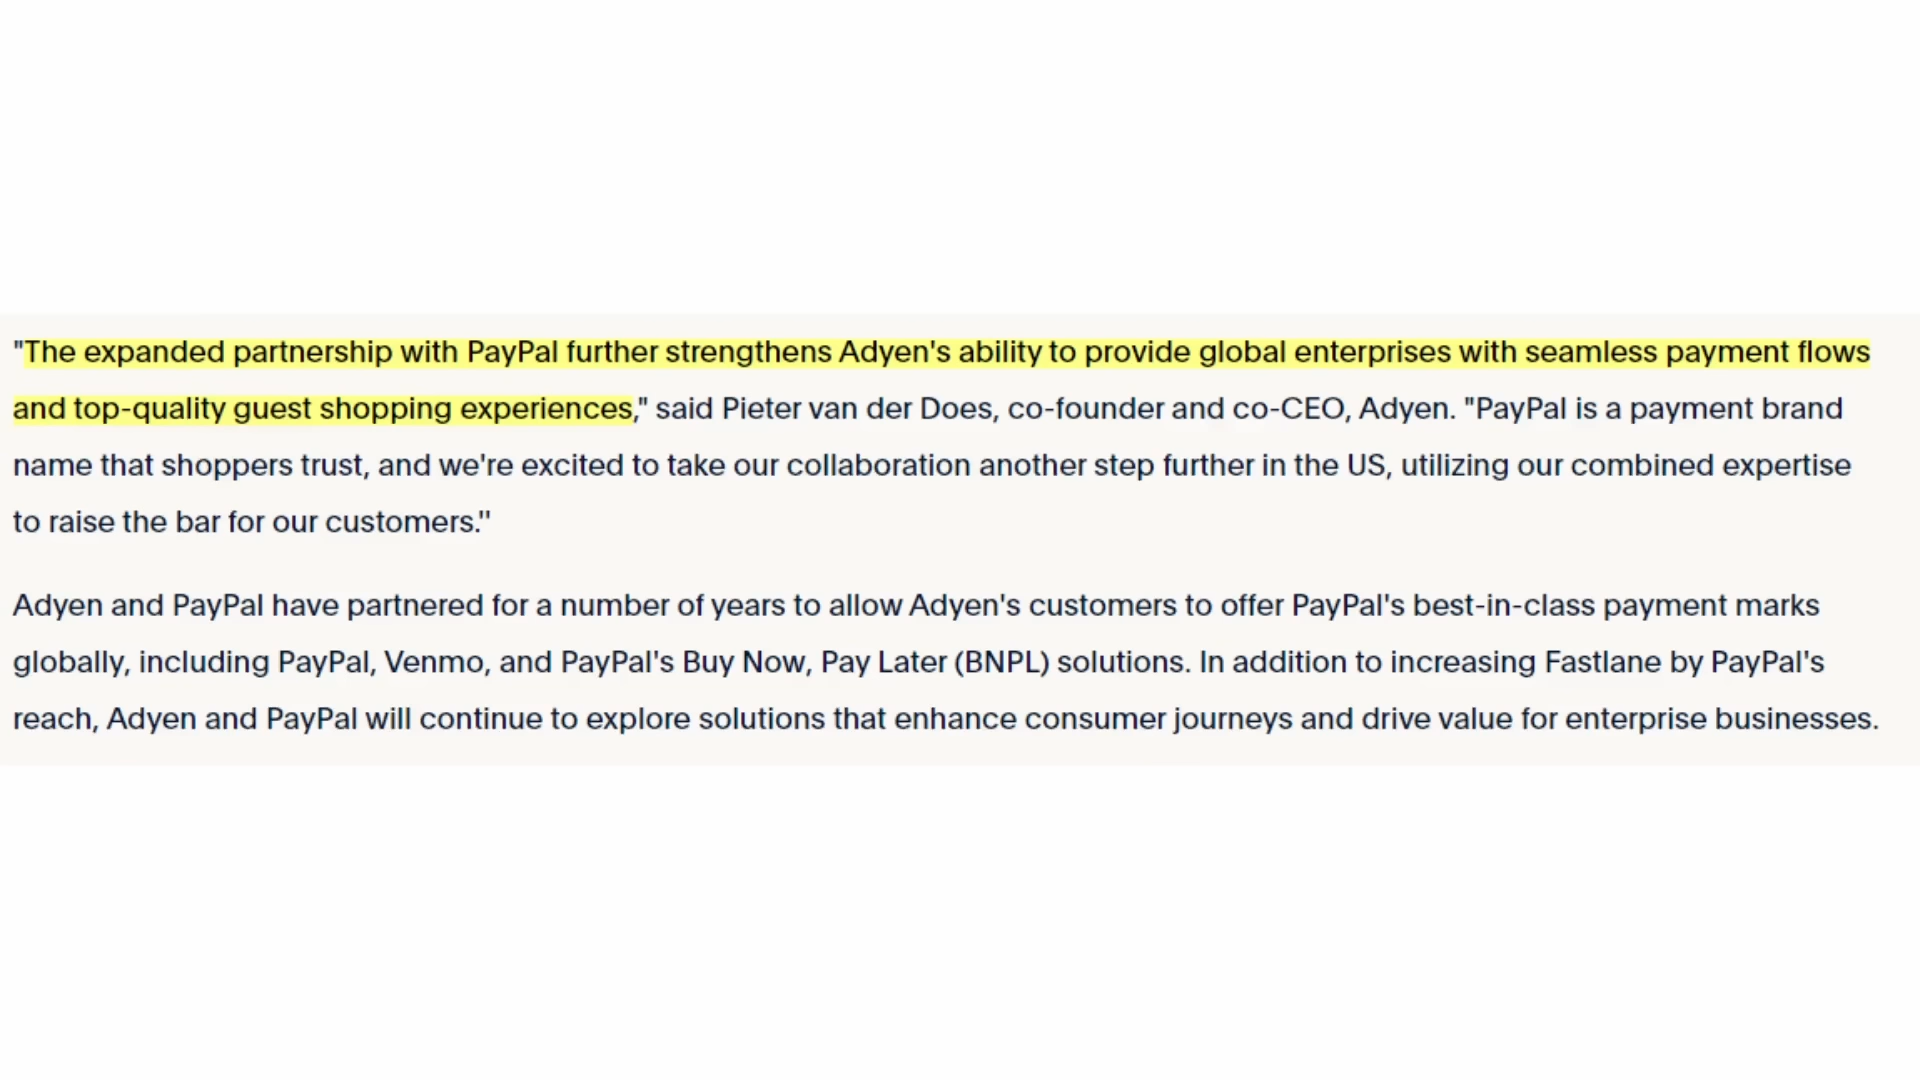 "The expanded partnership with PayPal further strengthens Adyen's ability to provide global enterprises with seamless payment flows
and top-quality guest shopping experiences," said Pieter van der Does, co-founder and co-CEO, Adyen. "PayPal is a payment brand
name that shoppers trust, and we're excited to take our collaboration another step further in the US, utilizing our combined expertise
to raise the bar for our customers."
Adyen and PayPal have partnered for a number of years to allow Adyen's customers to offer PayPal's best-in-class payment marks
globally, including PayPal, Venmo, and PayPal's Buy Now, Pay Later (BNPL) solutions. In addition to increasing Fastlane by PayPal's
reach, Adyen and PayPal will continue to explore solutions that enhance consumer journeys and drive value for enterprise businesses.